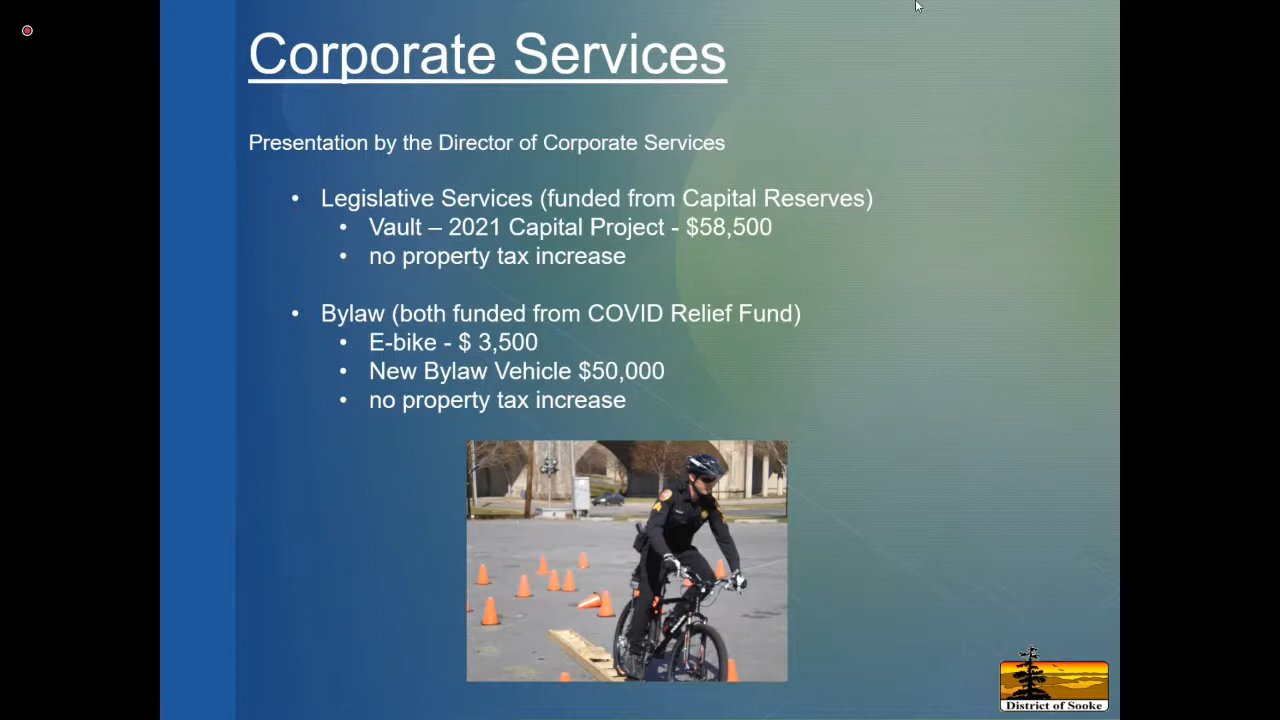 Corporate Services
Presentation by the Director of Corporate Services
• Legislative Services (funded from Capital Reserves)
• Vault – 2021 Capital Project - $58,500
• no property tax increase
• Bylaw (both funded from COVID Relief Fund)
• E-bike - $ 3,500
• New Bylaw Vehicle $50,000
• no property tax increase
District of Sooke